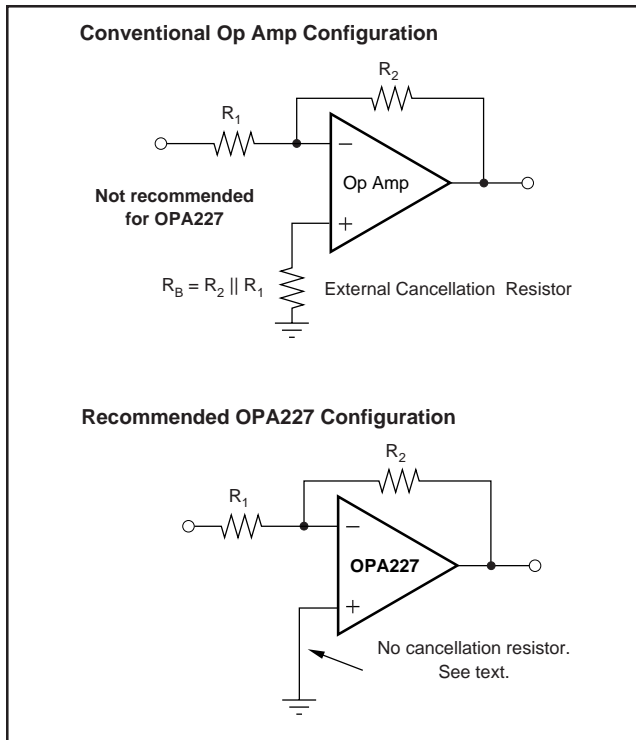 Conventional Op Amp Configuration
R2
R1
−
Op Amp
Not recommended
for OPA227
+
RB = R2 || R1
External Cancellation Resistor
Recommended OPA227 Configuration
R2
R1
−
OPA227
+
No cancellation resistor.
See text.